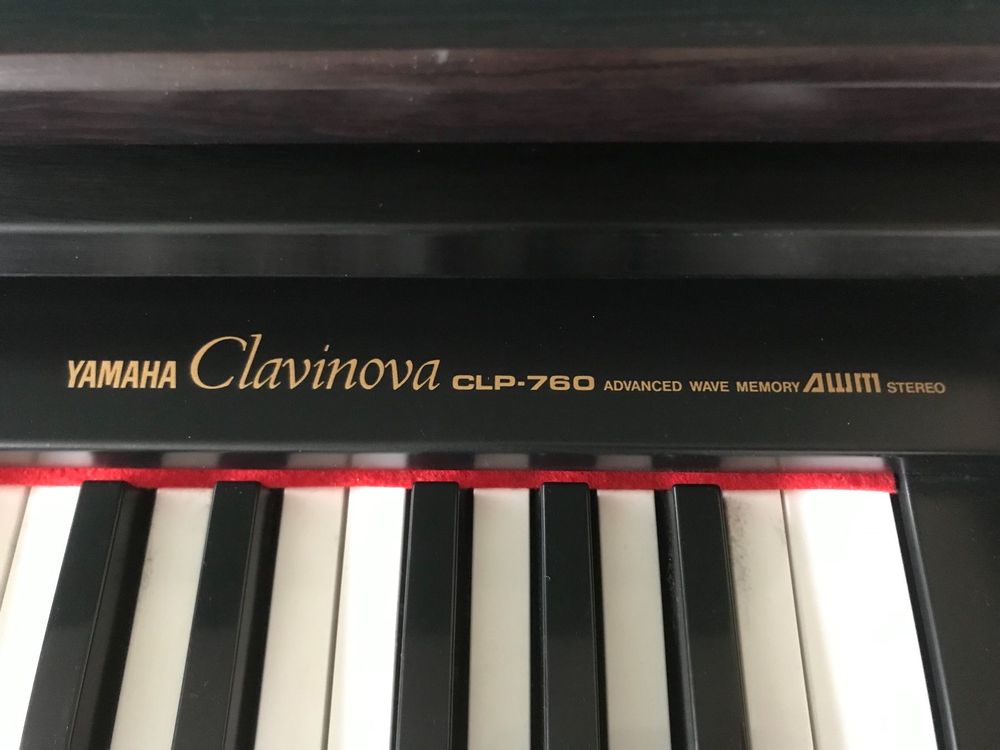 YAMAHA Clavinova CLP-760 ADVANCED WAVE MEMORY AWM STEREO